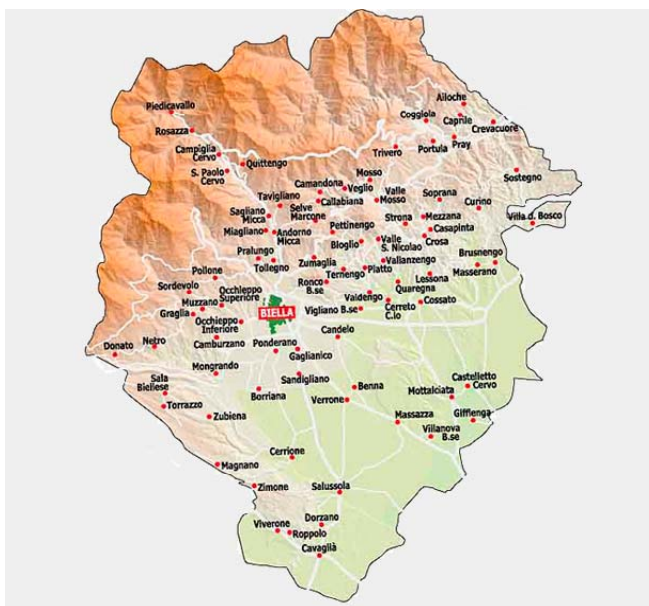 Ailoche
Piedicavallo
Coggiola
Caprile
Crevacuore
Rosazza
Campiglia
Cervo
Quittengo
Trivero
Portula
Pray
S. Paolo
Cervo
Mosso
Sostegno
Camandona
Veglio
Tavigliano
Valle
Mosso
Soprana
Curino
Selve
Marcone
Callabiana
Sagliano
Micca
Strona
Mezzana
Villa d. Bosco
Miagliano
Andorno
Micca
Pettinengo
Casapinta
Bioglio
Valle
S. Nicolao
Crosa
Pralungo
Tollegno
Zumaglia
Vallanzengo
Brusnengo
Masserano
Pollone
Ternengo
Piatto
Lessona
Sordevolo
Occhieppo
Superiore
Ronco
B.se
Quaregna
Muzzano
Valdengo
Graglia
BIELLA
Vigliano B.se
Cerreto
C.lo
Cossato
Occhieppo
Inferiore
Candelo
Donato
Netro
Camburzano
Ponderano
Gaglianico
Mongrando
Sandigliano
Sala
Biellese
Benna
Castelletto
Cervo
Borriana
Verrone
Mottalciata
Torrazzo
Zubiena
Massazza
Gifflenga
Villanova
B.se
Cerrione
Magnano
Zimone
Salussola
Viverone
Dorzano
Roppolo
Cavaglià